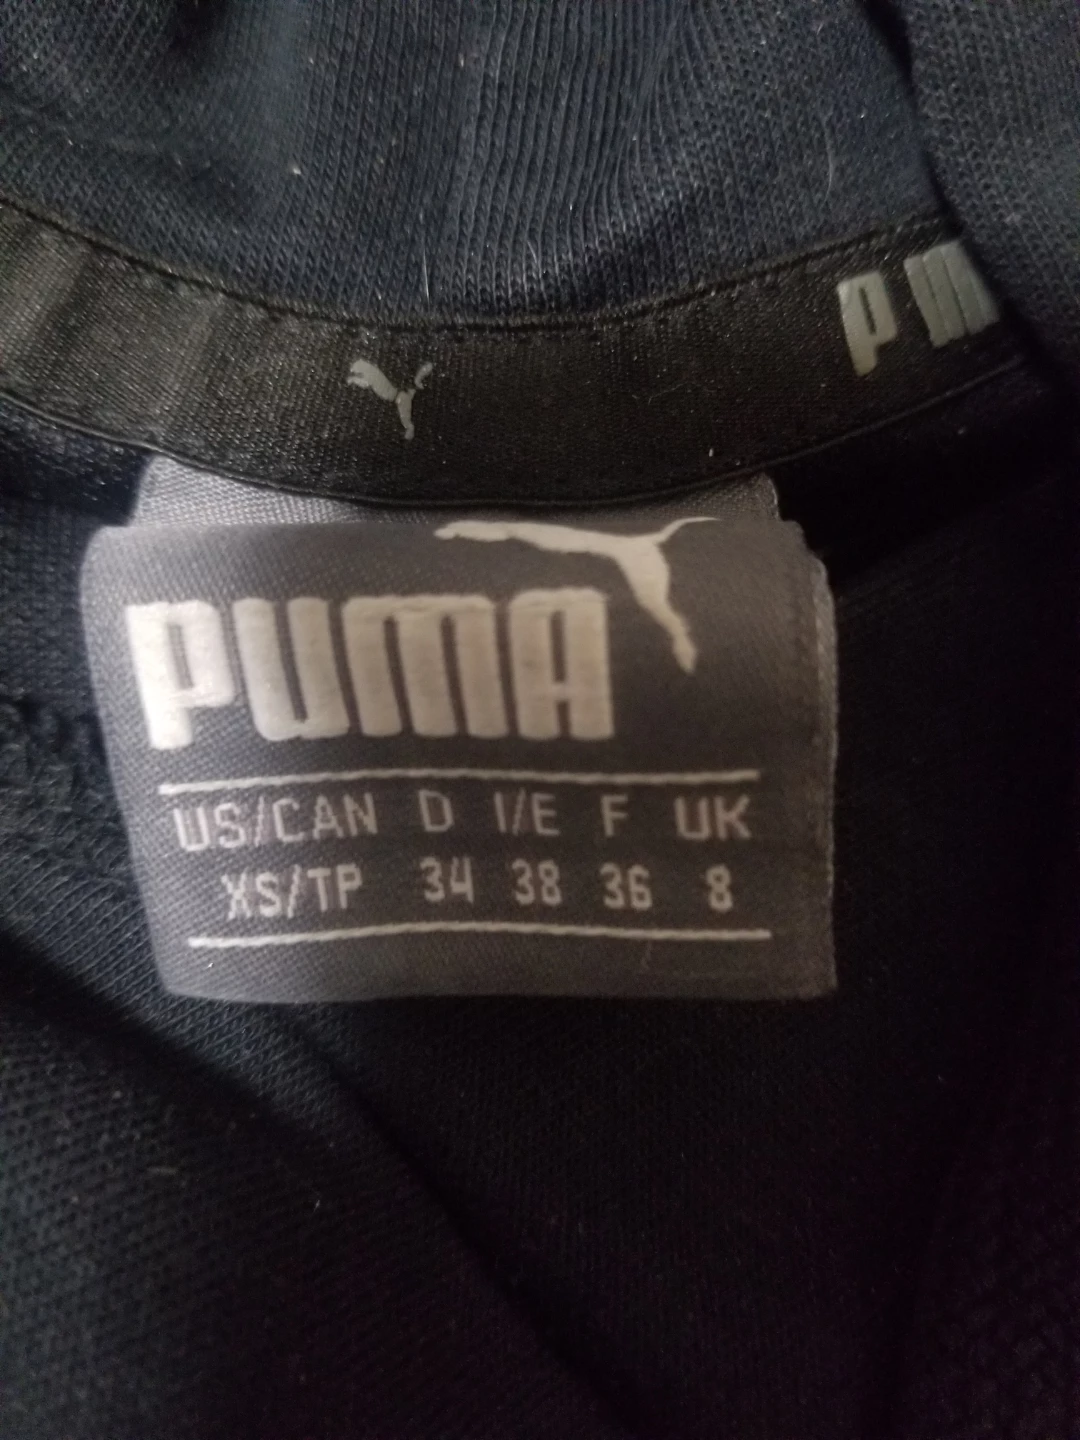 PUMA
US/CAN D I/E F UK
XS/TP 34 38 36 8